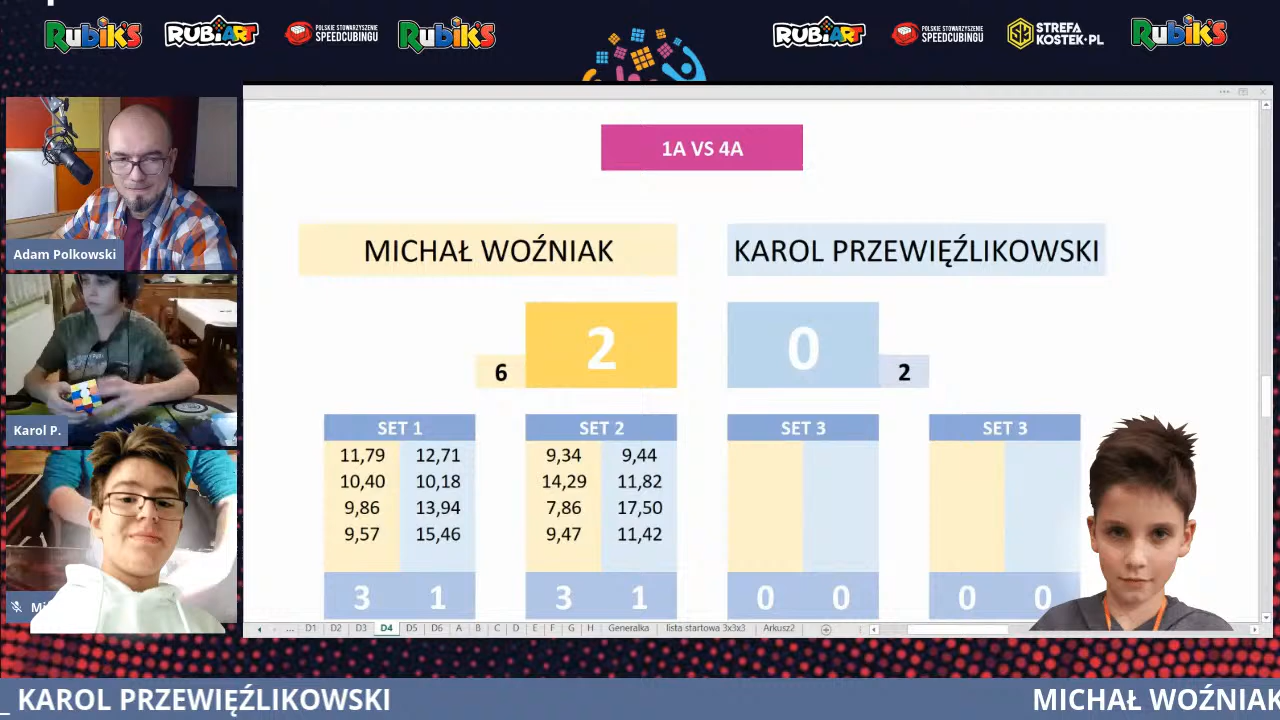 RUBIK'S
RUBIART
POLSKIE STOWARZYSZENIE
SPEEDCUBINGU
RUBIK'S
RUBIART
POLSKIE STOWARZYSZENIE
SPEEDCUBINGU
STREFA
KOSTEK.PL
RUBIK'S
Adam Polkowski
Karol P.
Mi
1A VS 4A
MICHAŁ WOŹNIAK
KAROL PRZEWIĘŹLIKOWSKI
6 2 0 2
SET 1 SET 2 SET 3 SET 3
11,79 12,71 9,34 9,44
10,40 10,18 14,29 11,82
9,86 13,94 7,86 17,50
9,57 15,46 9,47 11,42
3 1 3 1 0 0 0 0
... D1 D2 D3 D4 D5 D6 A B C D E F G H Generalka lista startowa 3x3x3 Arkusz2
_ KAROL PRZEWIĘŹLIKOWSKI
MICHAŁ WOŹNIAK